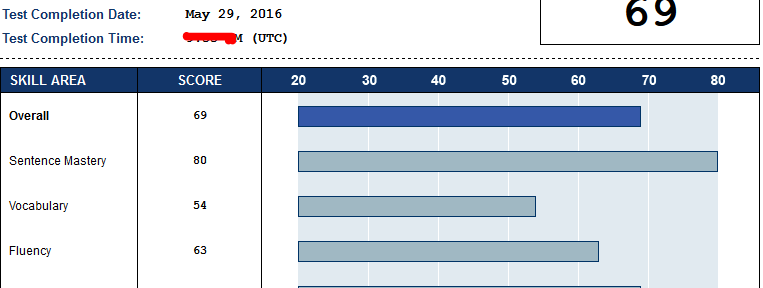 Test Completion Date: May 29, 2016
69
Test Completion Time: (UTC)
SKILL AREA SCORE 20 30 40 50 60 70 80
Overall 69
Sentence Mastery 80
Vocabulary 54
Fluency 63